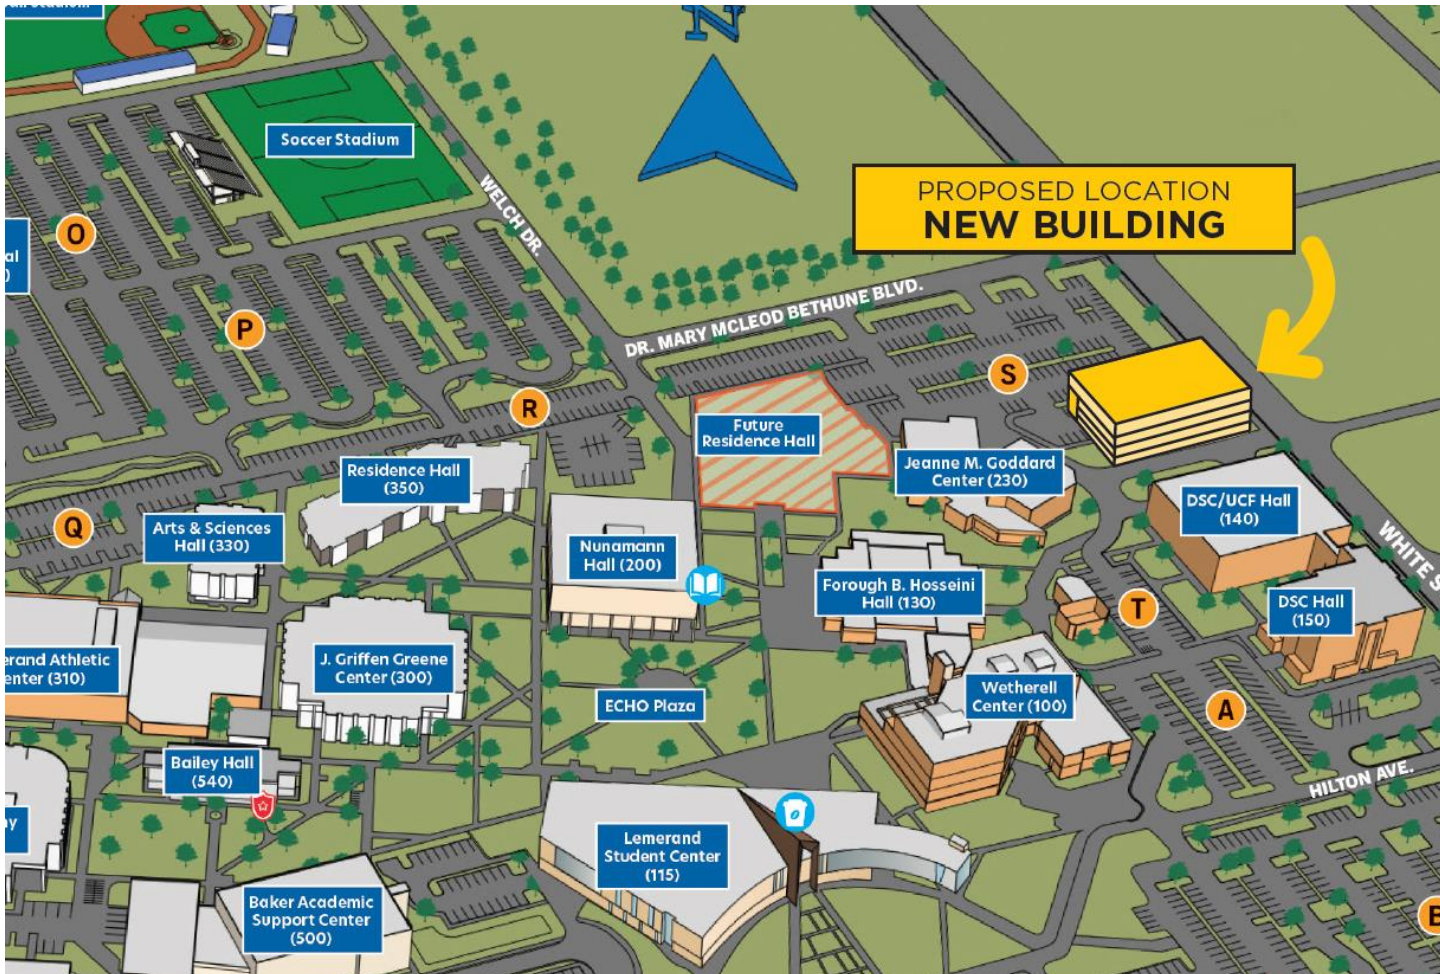 N
Soccer Stadium
WELCH DR.
PROPOSED LOCATION
NEW BUILDING
O
P
DR. MARY MCLEOD BETHUNE BLVD.
S
R
Future
Residence Hall
Residence Hall
(350)
Jeanne M. Goddard
Center (230)
DSC/UCF Hall
(140)
Q
Arts & Sciences
Hall (330)
Nunamann
Hall (200)
WHITE S
Forough B. Hosseini
Hall (130)
T
DSC Hall
(150)
erand Athletic
enter (310)
J. Griffen Greene
Center (300)
ECHO Plaza
Wetherell
Center (100)
A
Bailey Hall
(540)
HILTON AVE.
Lemerand
Student Center
(115)
Baker Academic
Support Center
(500)
B